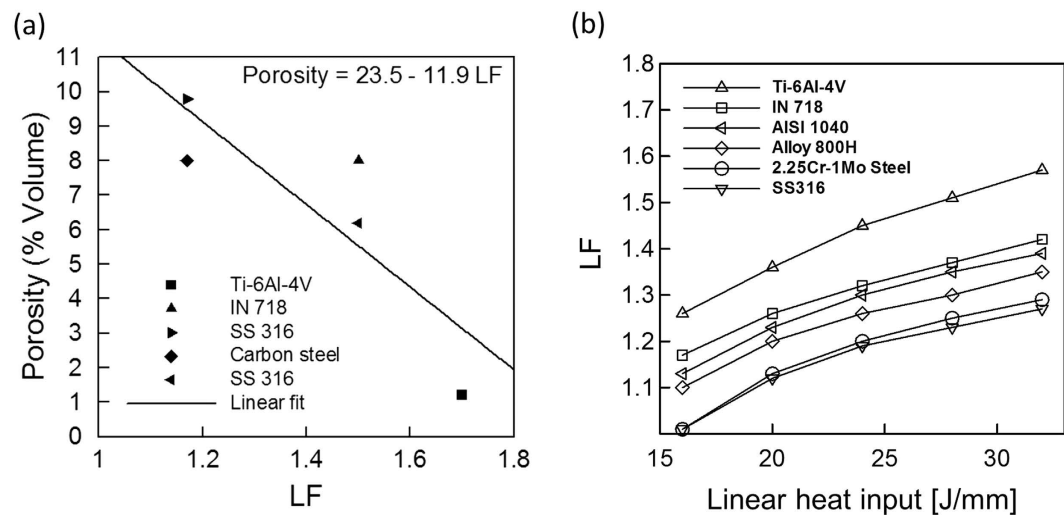 (a)
Porosity = 23.5 - 11.9 LF
11
10
9
8
7
6
5
4
3
2
1
0
Porosity (% Volume)
Ti-6Al-4V
IN 718
SS 316
Carbon steel
SS 316
Linear fit
1
1.2
1.4
1.6
1.8
LF
(b)
1.8
1.7
1.6
1.5
1.4
1.3
1.2
1.1
LF
Ti-6Al-4V
IN 718
AISI 1040
Alloy 800H
2.25Cr-1Mo Steel
SS316
15
20
25
30
Linear heat input [J/mm]